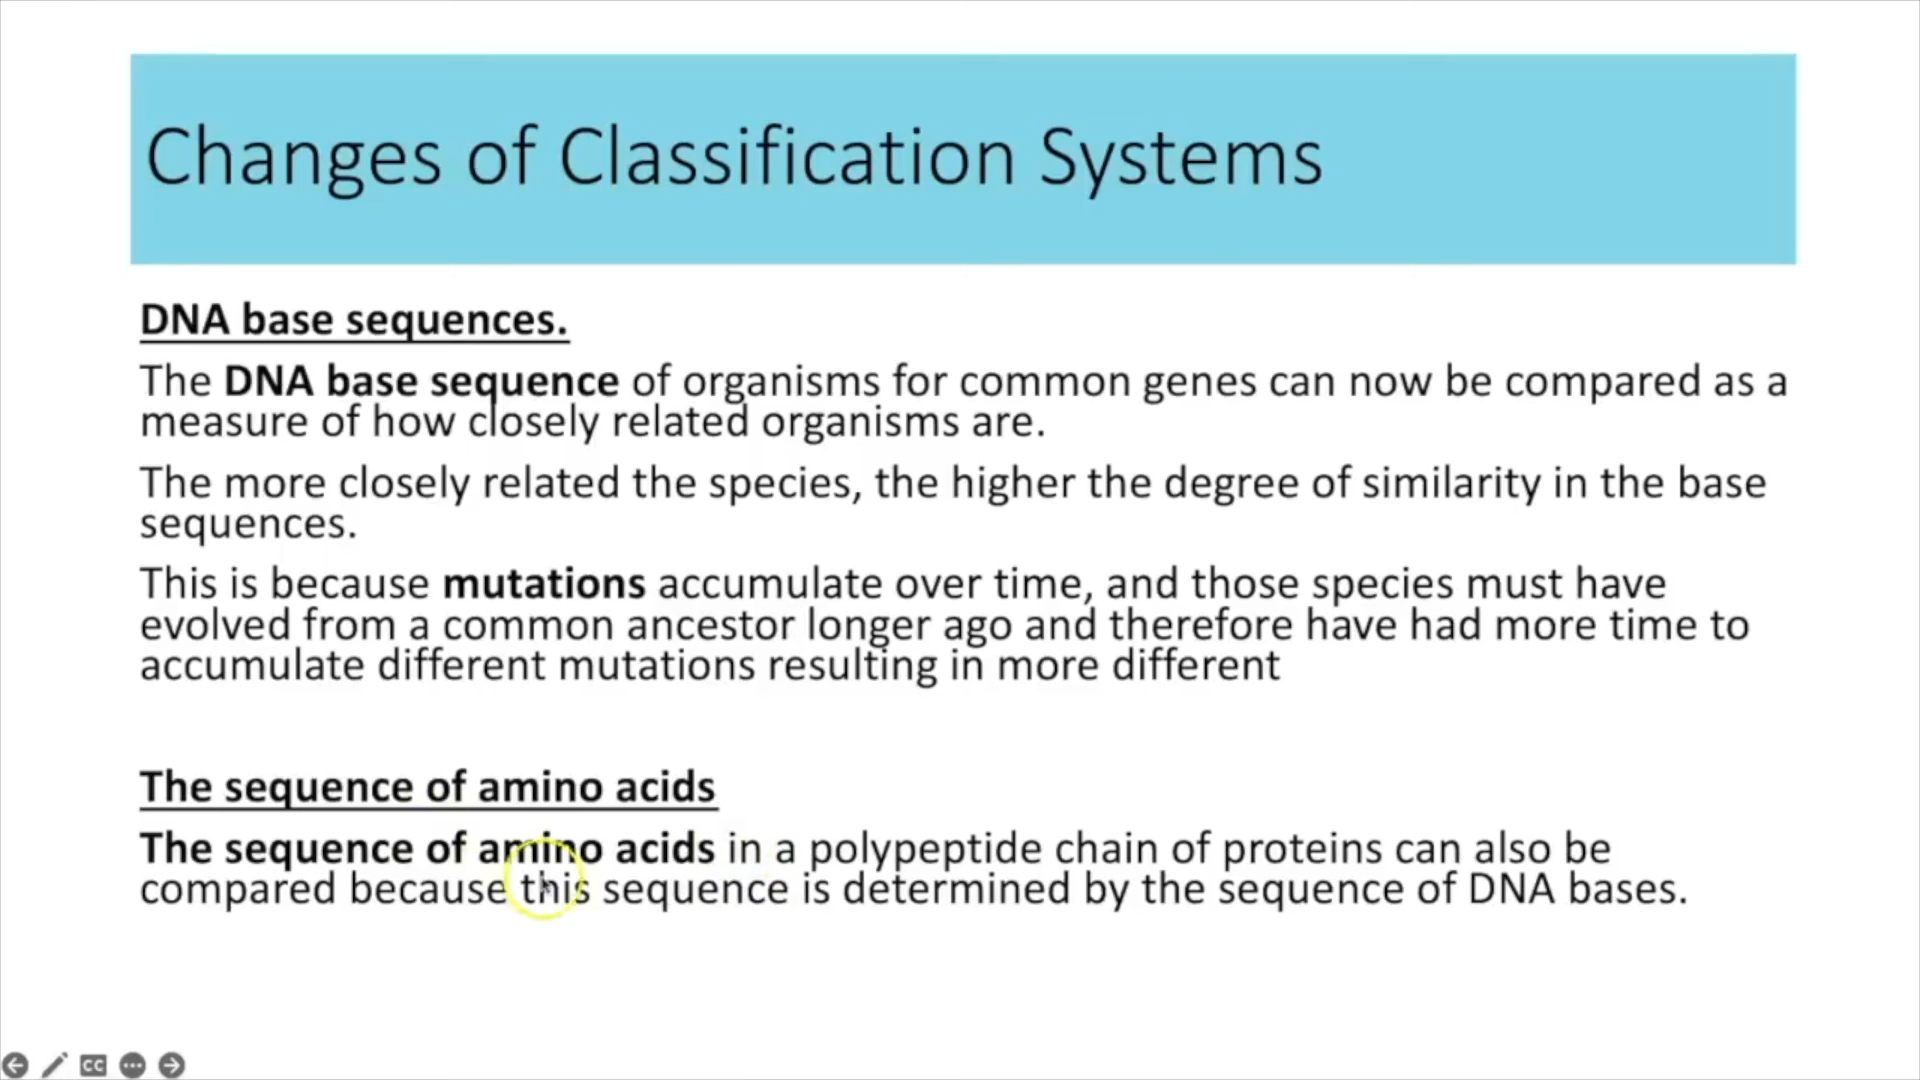 Changes of Classification Systems
DNA base sequences.
The DNA base sequence of organisms for common genes can now be compared as a
measure of how closely related organisms are.
The more closely related the species, the higher the degree of similarity in the base
sequences.
This is because mutations accumulate over time, and those species must have
evolved from a common ancestor longer ago and therefore have had more time to
accumulate different mutations resulting in more different
The sequence of amino acids
The sequence of amino acids in a polypeptide chain of proteins can also be
compared because this sequence is determined by the sequence of DNA bases.
CC